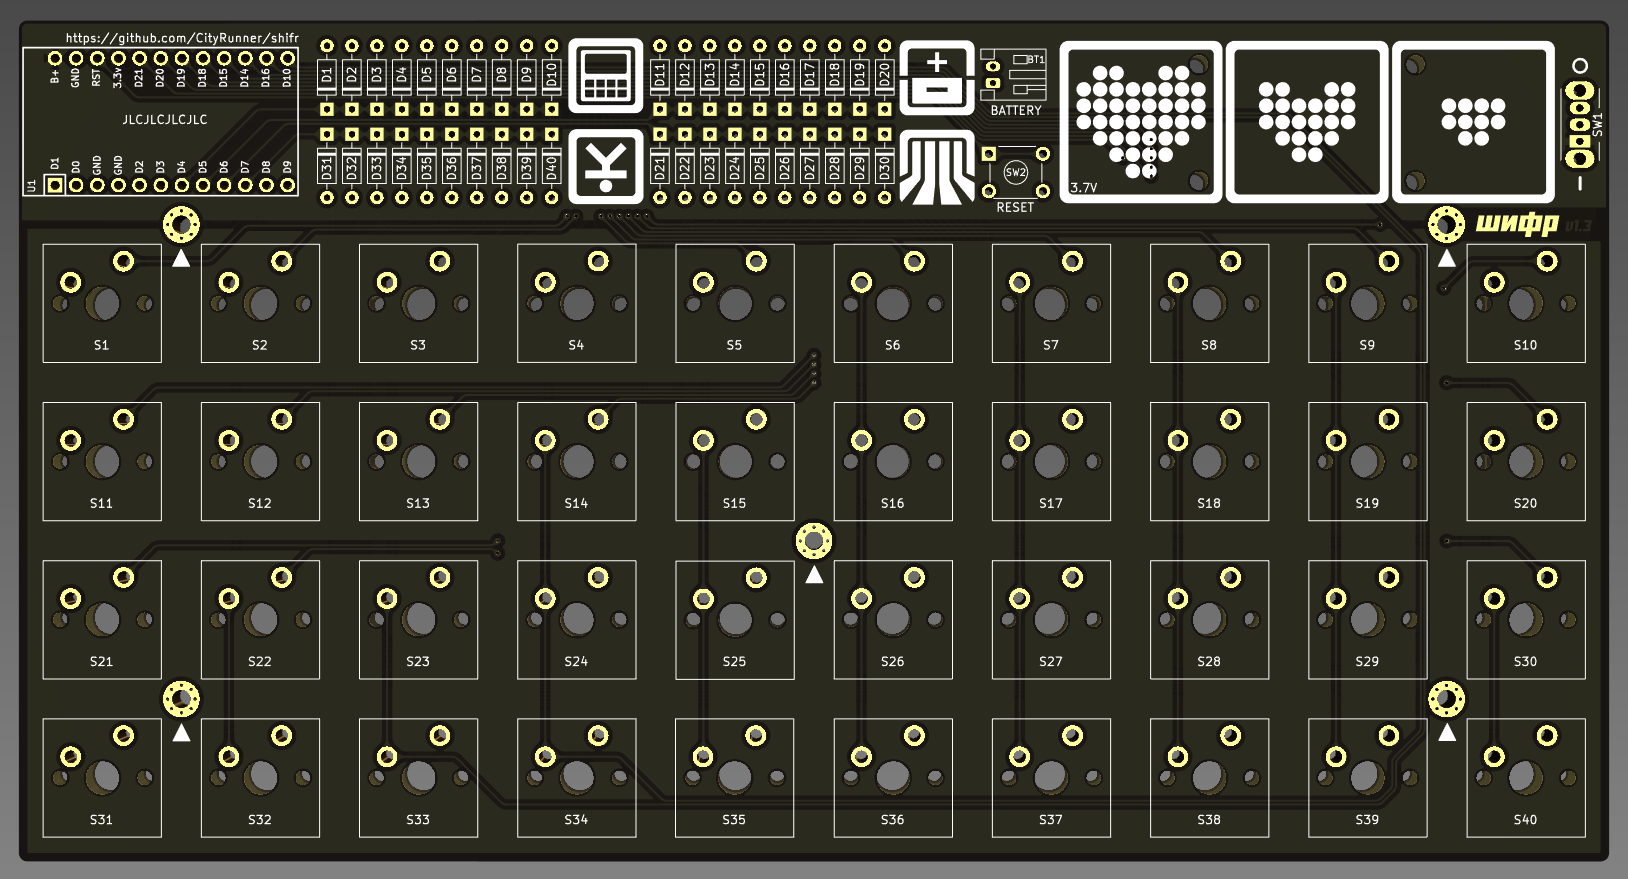 https://github.com/CityRunner/shifr
B+ GND RST 3.3v D21 D20 D19 D18 D15 D14 D16 D10
JLCJLCJLCJLC
U1 D1 D0 GND GND D2 D3 D4 D5 D6 D7 D8 D9
D1 D2 D3 D4 D5 D6 D7 D8 D9 D10
D31 D32 D33 D34 D35 D36 D37 D38 D39 D40
D11 D12 D13 D14 D15 D16 D17 D18 D19 D20
D21 D22 D23 D24 D25 D26 D27 D28 D29 D30
BT1
BATTERY
SW2
RESET
3.7V
SW1
шифр v1.3
S1 S2 S3 S4 S5 S6 S7 S8 S9 S10
S11 S12 S13 S14 S15 S16 S17 S18 S19 S20
S21 S22 S23 S24 S25 S26 S27 S28 S29 S30
S31 S32 S33 S34 S35 S36 S37 S38 S39 S40